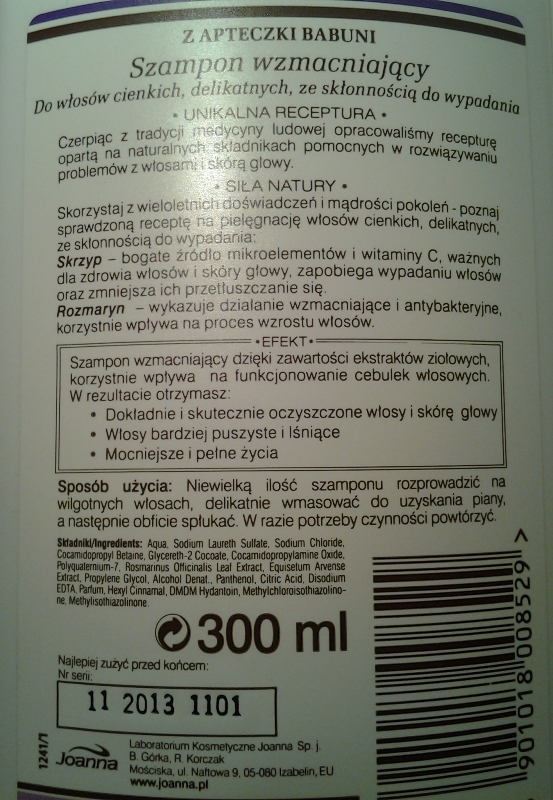 Z APTECZKI BABUNI
Szampon wzmacniający
Do włosów cienkich, delikatnych, ze skłonnością do wypadania
• UNIKALNA RECEPTURA •
Czerpiąc z tradycji medycyny ludowej opracowaliśmy recepturę
opartą na naturalnych składnikach pomocnych w rozwiązywaniu
problemów z włosami i skórą głowy.
• SIŁA NATURY •
Skorzystaj z wieloletnich doświadczeń i mądrości pokoleń - poznaj
sprawdzoną receptę na pielęgnację włosów cienkich, delikatnych,
ze skłonnością do wypadania:
Skrzyp – bogate źródło mikroelementów i witaminy C, ważnych
dla zdrowia włosów i skóry głowy, zapobiega wypadaniu włosów
oraz zmniejsza ich przetłuszczanie się.
Rozmaryn – wykazuje działanie wzmacniające i antybakteryjne,
korzystnie wpływa na proces wzrostu włosów.
• EFEKT •
Szampon wzmacniający dzięki zawartości ekstraktów ziołowych,
korzystnie wpływa na funkcjonowanie cebulek włosowych.
W rezultacie otrzymasz:
• Dokładnie i skutecznie oczyszczone włosy i skórę głowy
• Włosy bardziej puszyste i lśniące
• Mocniejsze i pełne życia
Sposób użycia: Niewielką ilość szamponu rozprowadzić na
wilgotnych włosach, delikatnie wmasować do uzyskania piany,
a następnie obficie spłukać. W razie potrzeby czynności powtórzyć.
Składniki/Ingredients: Aqua, Sodium Laureth Sulfate, Sodium Chloride,
Cocamidopropyl Betaine, Glycereth-2 Cocoate, Cocamidopropylamine Oxide,
Polyquaternium-7, Rosmarinus Officinalis Leaf Extract, Equisetum Arvense
Extract, Propylene Glycol, Alcohol Denat., Panthenol, Citric Acid, Disodium
EDTA, Parfum, Hexyl Cinnamal, DMDM Hydantoin, Methylchloroisothiazolino-
ne, Methylisothiazolinone.
300 ml
Najlepiej zużyć przed końcem:
Nr serii:
11 2013 1101
1241/1
Joanna
Laboratorium Kosmetyczne Joanna Sp. j.
B. Górka, R. Korczak
Mościska, ul. Naftowa 9, 05-080 Izabelin, EU
www.joanna.pl
5901018008529 >